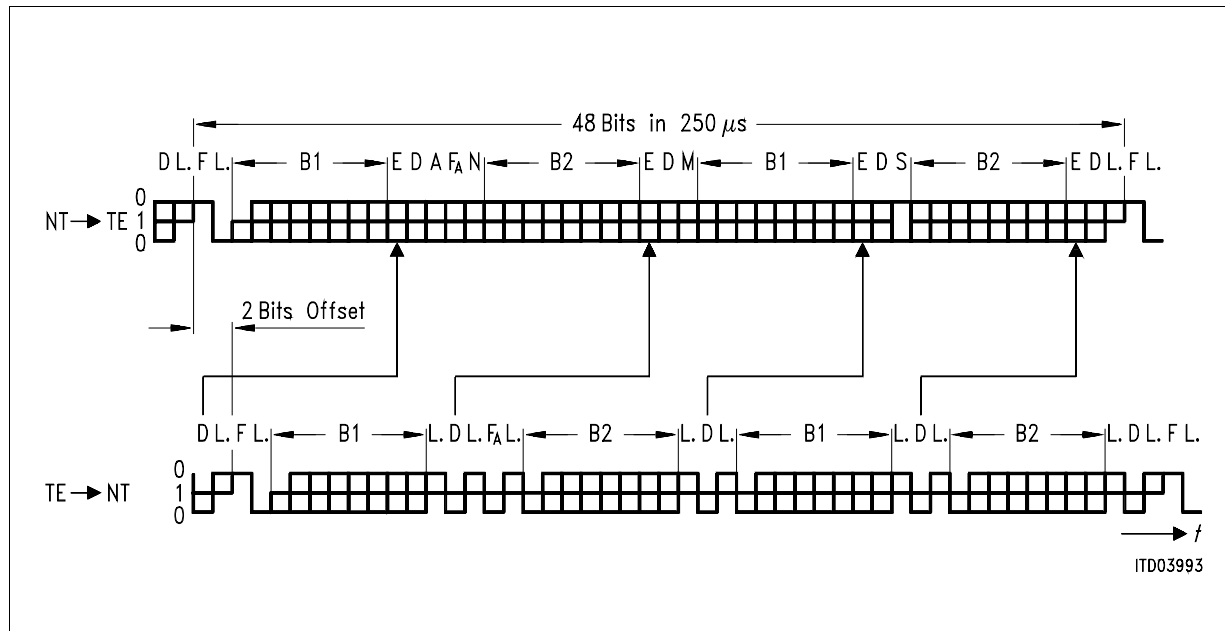 48 Bits in 250 μs
D L. F L. B1 E D A FA N B2 E D M B1 E D S B2 E D L. F L.
0
NT → TE 1
0
2 Bits Offset
D L. F L. B1 L. D L. FA L. B2 L. D L. B1 L. D L. B2 L. D L. F L.
0
TE → NT 1
0
t
ITD03993